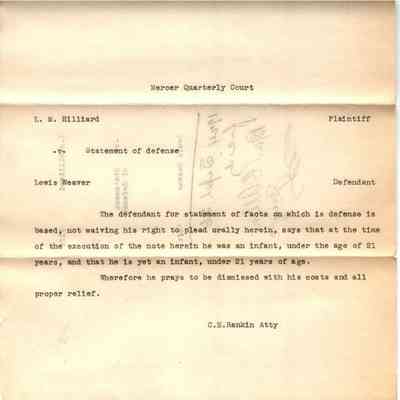 Mercer Quarterly Court
L. M. Hilliard Plaintiff
-v- Statement of defense
Lewis Weaver Defendant
The defendant for statement of facts on which is defense is
based, not waiving his right to plead orally herein, says that at the time
of the execution of the note herein he was an infant, under the age of 21
years, and that he is yet an infant, under 21 years of age.
Wherefore he prays to be dismissed with his costs and all
proper relief.
C.E.Rankin Atty